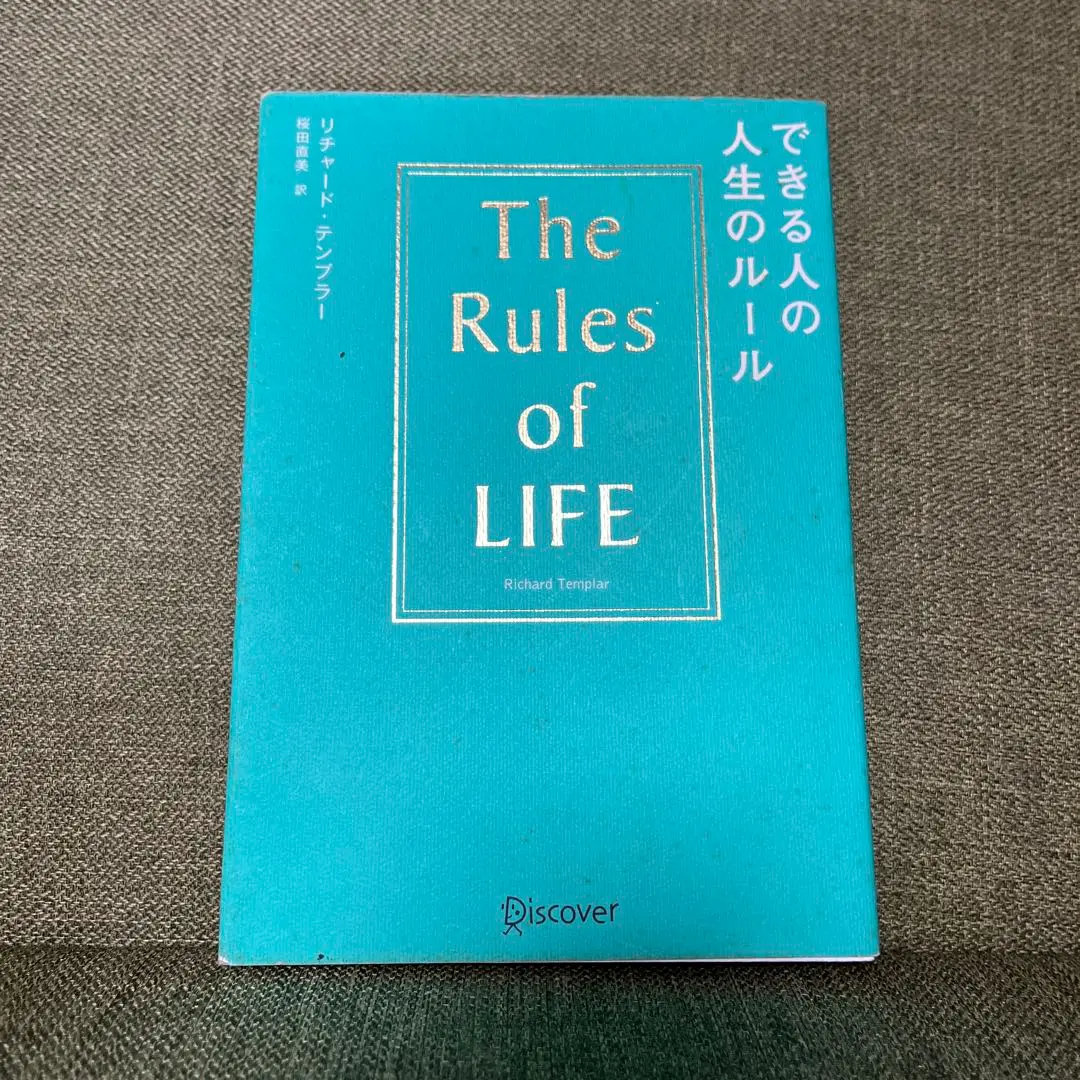 できる人の
人生のルール
The
Rules
of
LIFE
Richard Templar
リチャード・テンプラー
桜田直美 訳
Discover